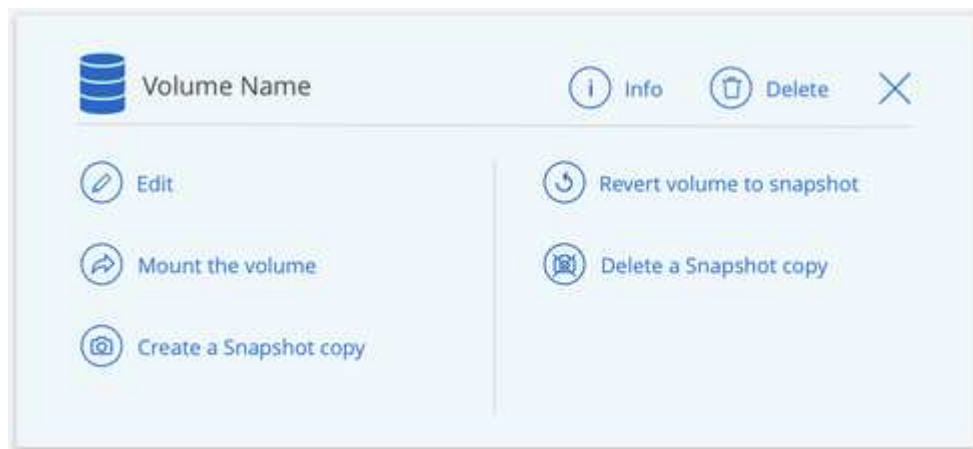 Volume Name
Info
Delete
Edit
Mount the volume
Create a Snapshot copy
Revert volume to snapshot
Delete a Snapshot copy